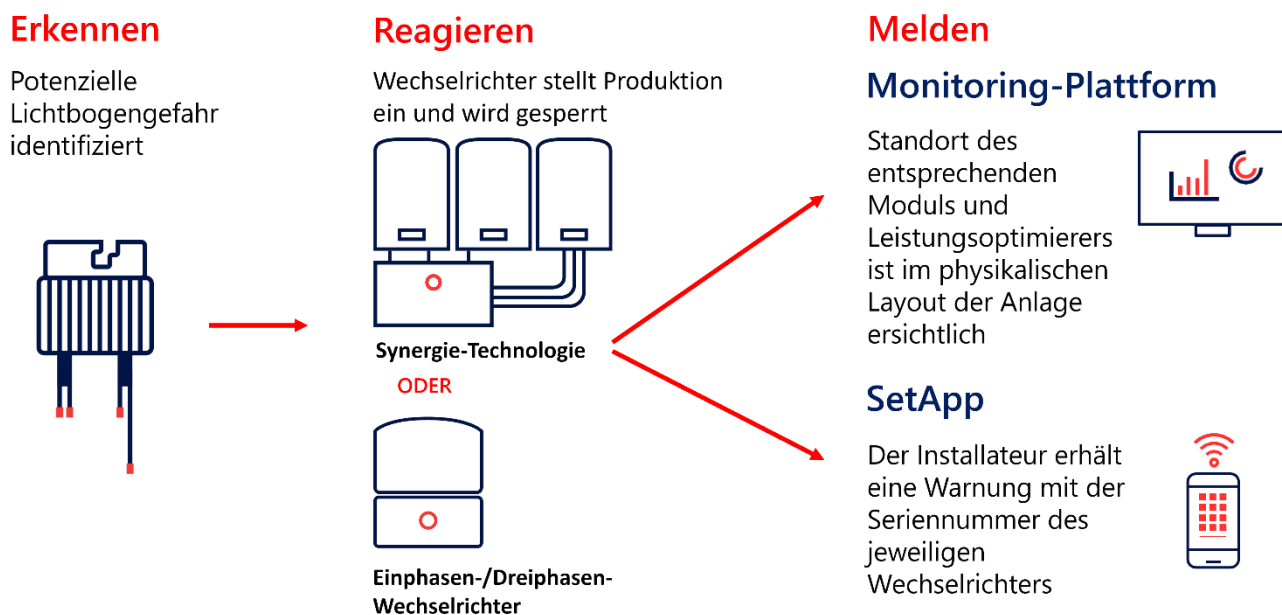 Erkennen
Potenzielle
Lichtbogengefahr
identifiziert
Reagieren
Wechselrichter stellt Produktion
ein und wird gesperrt
Synergie-Technologie
ODER
Einphasen-/Dreiphasen-
Wechselrichter
Melden
Monitoring-Plattform
Standort des
entsprechenden
Moduls und
Leistungsoptimierers
ist im physikalischen
Layout der Anlage
ersichtlich
SetApp
Der Installateur erhält
eine Warnung mit der
Seriennummer des
jeweiligen
Wechselrichters